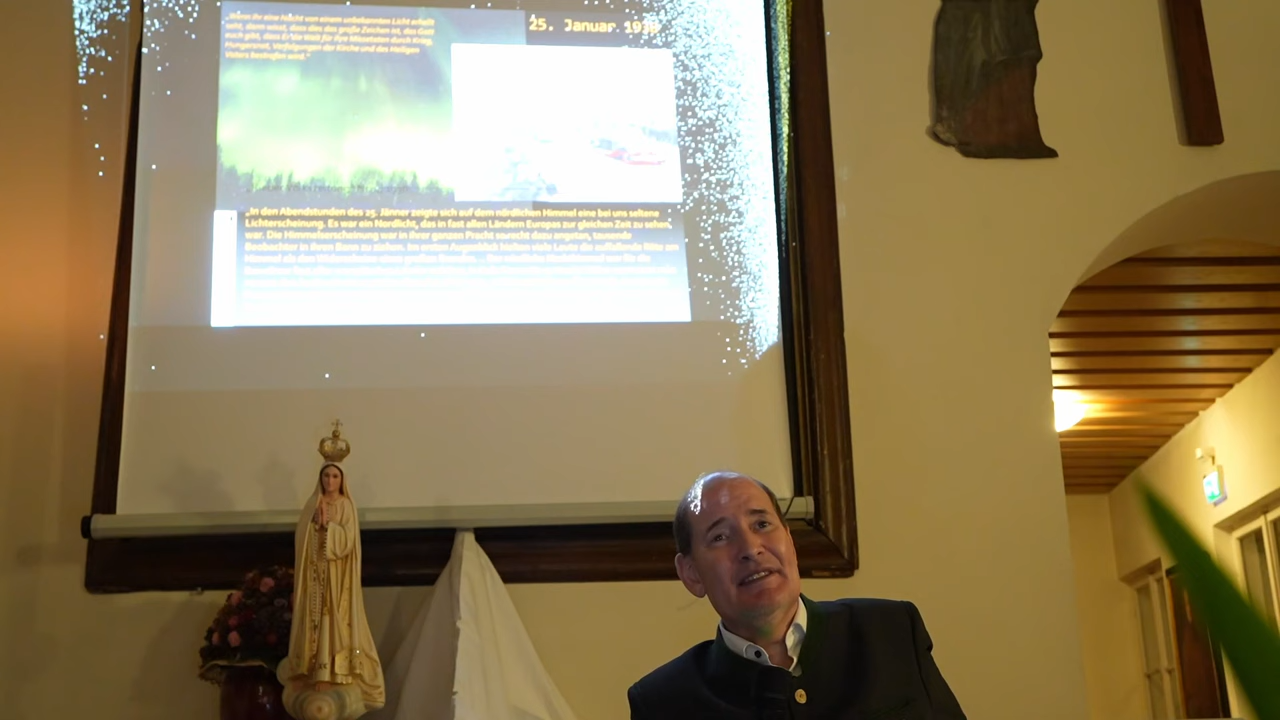 „Wenn ihr eine Nacht von einem unbekannten Licht erhellt
seht, dann wisst, dass dies das große Zeichen ist, das Gott
euch gibt, dass Er die Welt für ihre Missetaten durch Krieg,
Hungersnot, Verfolgungen der Kirche und des Heiligen
Vaters bestrafen wird."
25. Januar 1938
„In den Abendstunden des 25. Jänner zeigte sich auf dem nördlichen Himmel eine bei uns seltene
Lichterscheinung. Es war ein Nordlicht, das in fast allen Ländern Europas zur gleichen Zeit zu sehen
war. Die Himmelserscheinung war in ihrer ganzen Pracht so recht dazu angetan, tausende
Beobachter in ihren Bann zu ziehen. Im ersten Augenblick hielten viele Leute die auffallende Röte am
Himmel als den Widerschein eines großen Brandes.